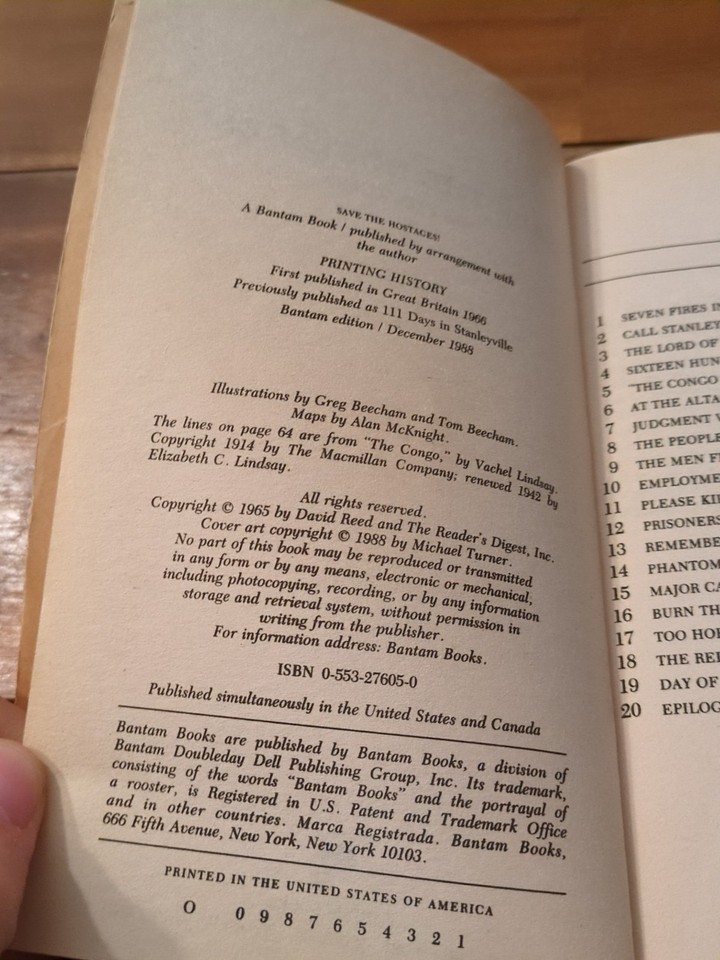 SAVE THE HOSTAGES!
A Bantam Book / published by arrangement with
the author
PRINTING HISTORY
First published in Great Britain 1966
Previously published as 111 Days in Stanleyville
Bantam edition / December 1988
Illustrations by Greg Beecham and Tom Beecham.
Maps by Alan McKnight.
The lines on page 64 are from "The Congo," by Vachel Lindsay.
Copyright 1914 by The Macmillan Company; renewed 1942 by
Elizabeth C. Lindsay.
All rights reserved.
Copyright © 1965 by David Reed and The Reader's Digest, Inc.
Cover art copyright © 1988 by Michael Turner.
No part of this book may be reproduced or transmitted
in any form or by any means, electronic or mechanical,
including photocopying, recording, or by any information
storage and retrieval system, without permission in
writing from the publisher.
For information address: Bantam Books.
ISBN 0-553-27605-0
Published simultaneously in the United States and Canada
Bantam Books are published by Bantam Books, a division of
Bantam Doubleday Dell Publishing Group, Inc. Its trademark,
consisting of the words "Bantam Books" and the portrayal of
a rooster, is Registered in U.S. Patent and Trademark Office
and in other countries. Marca Registrada. Bantam Books,
666 Fifth Avenue, New York, New York 10103.
PRINTED IN THE UNITED STATES OF AMERICA
O 0 9 8 7 6 5 4 3 2 1
1 SEVEN FIRES
2 CALL STANLEY
3 THE LORD OF
4 SIXTEEN HUN
5 "THE CONGO
6 AT THE ALTA
7 JUDGMENT
8 THE PEOPLE
9 THE MEN
10 EMPLOYME
11 PLEASE
12 PRISONERS
13 REMEMBE
14 PHANTOM
15 MAJOR CA
16 BURN TH
17 TOO
18 THE
19 DAY OF
20 EPILOG